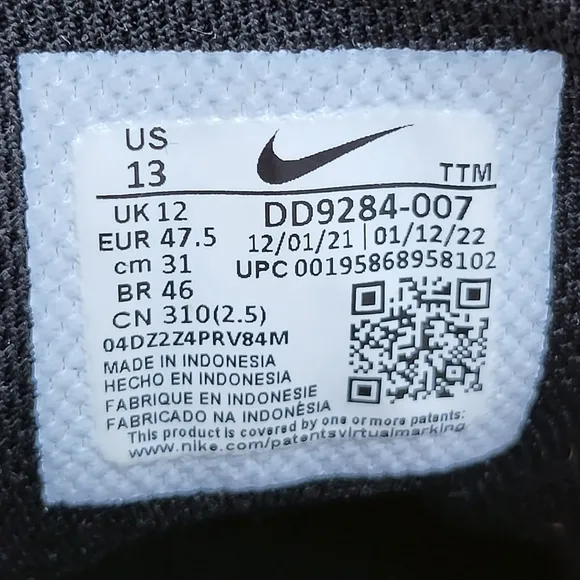 US
13
TTM
UK 12
DD9284-007
EUR 47.5
12/01/21 | 01/12/22
cm 31
UPC 00195868958102
BR 46
CN 310(2.5)
04DZ2Z4PRV84M
MADE IN INDONESIA
HECHO EN INDONESIA
FABRIQUE EN INDONESIE
FABRICADO NA INDONÉSIA
This product is covered by one or more patents:
www.nike.com/patentsvirtualmarking